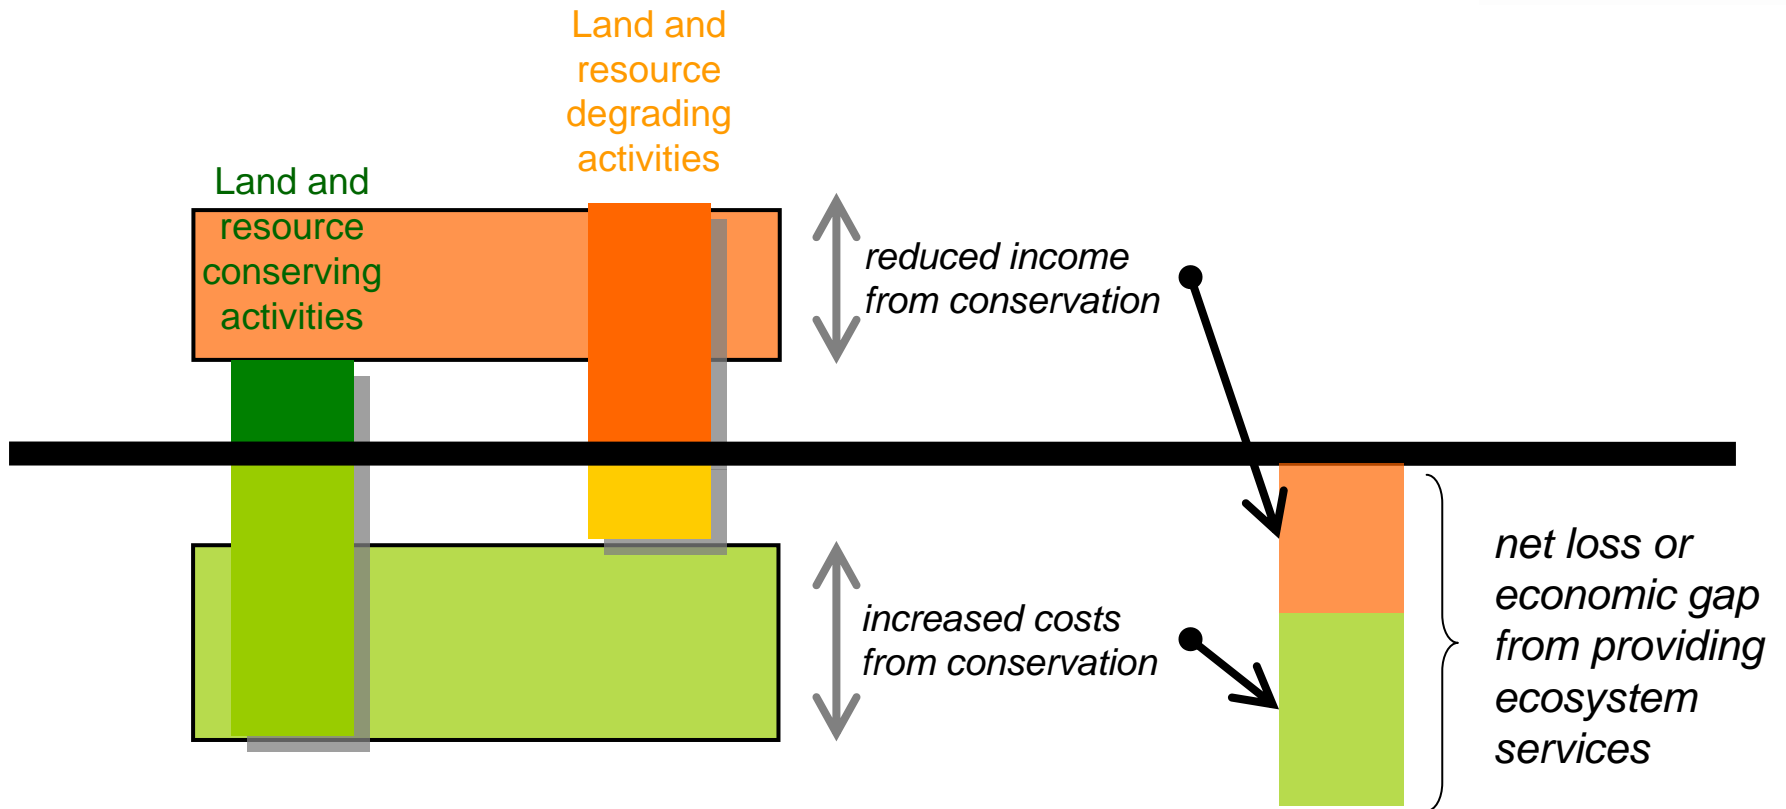 Land and
resource
degrading
activities
Land and
resource
conserving
activities
reduced income
from conservation
increased costs
from conservation
net loss or
economic gap
from providing
ecosystem
services